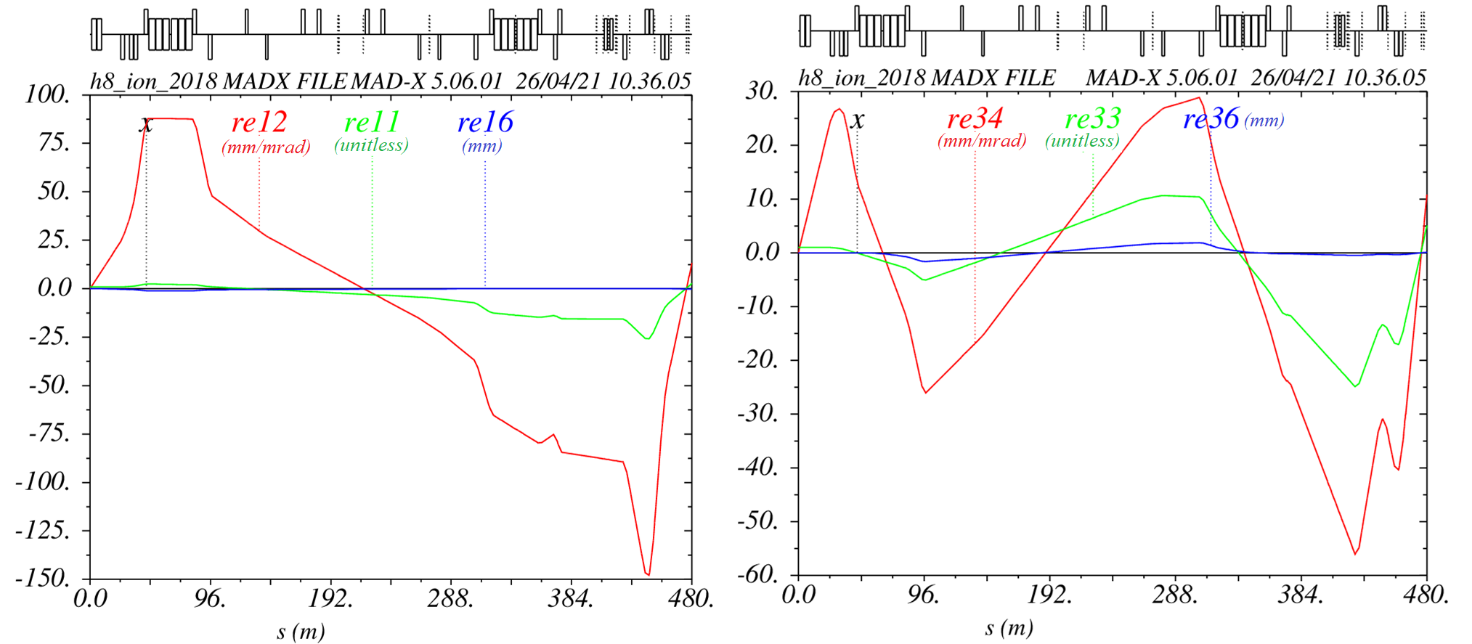 h8_ion_2018 MADX FILE MAD-X 5.06.01 26/04/21 10.36.05
100.
75.
50.
25.
0.0
-25.
-50.
-75.
-100.
-125.
-150.
x re12 re11 re16
(mm/mrad) (unitless) (mm)
0.0 96. 192. 288. 384. 480.
s (m)
h8_ion_2018 MADX FILE MAD-X 5.06.01 26/04/21 10.36.05
30.
20.
10.
0.0
-10.
-20.
-30.
-40.
-50.
-60.
x re34 re33 re36 (mm)
(mm/mrad) (unitless)
0.0 96. 192. 288. 384. 480.
s (m)